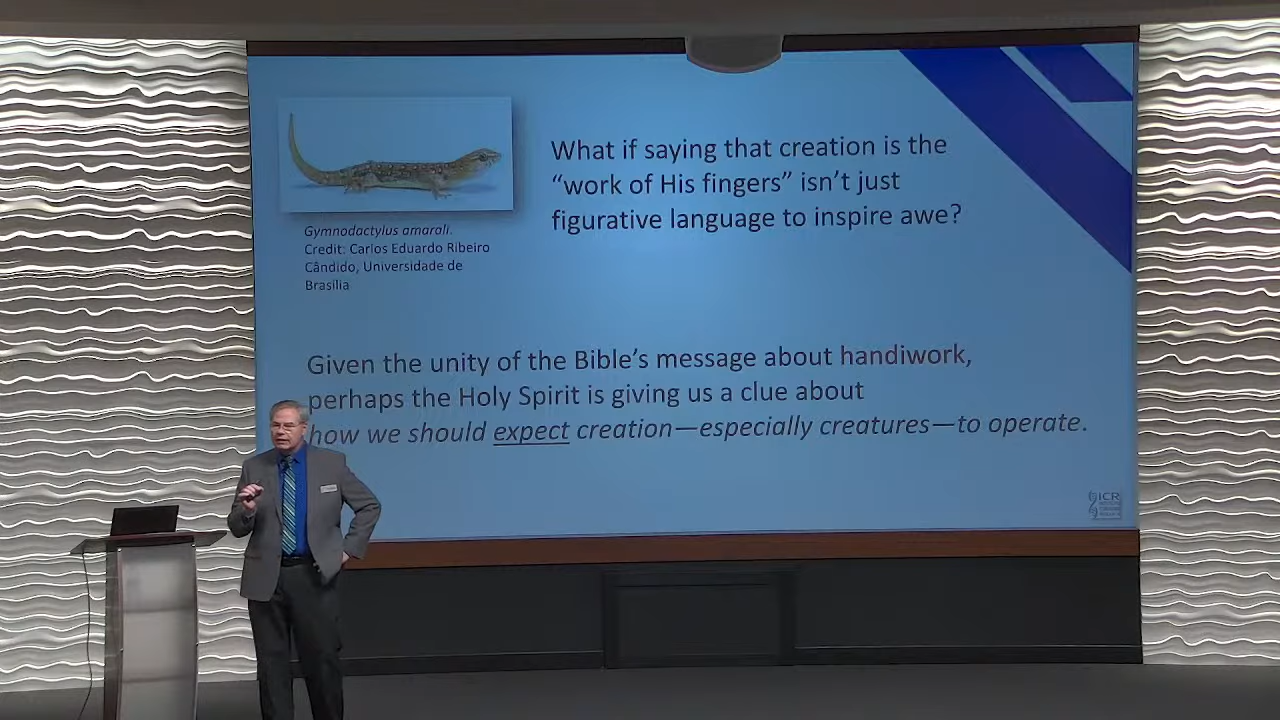 What if saying that creation is the
“work of His fingers” isn’t just
figurative language to inspire awe?
Gymnodactylus amarali.
Credit: Carlos Eduardo Ribeiro
Cândido, Universidade de
Brasilia
Given the unity of the Bible’s message about handiwork,
perhaps the Holy Spirit is giving us a clue about
how we should expect creation—especially creatures—to operate.
ICR